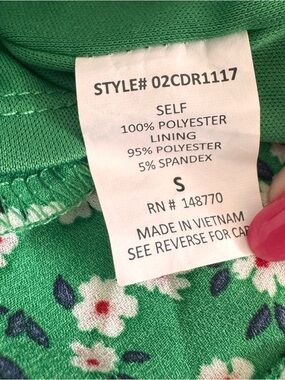 STYLE# 02CDR1117
SELF
100% POLYESTER
LINING
95% POLYESTER
5% SPANDEX
S
RN # 148770
MADE IN VIETNAM
SEE REVERSE FOR